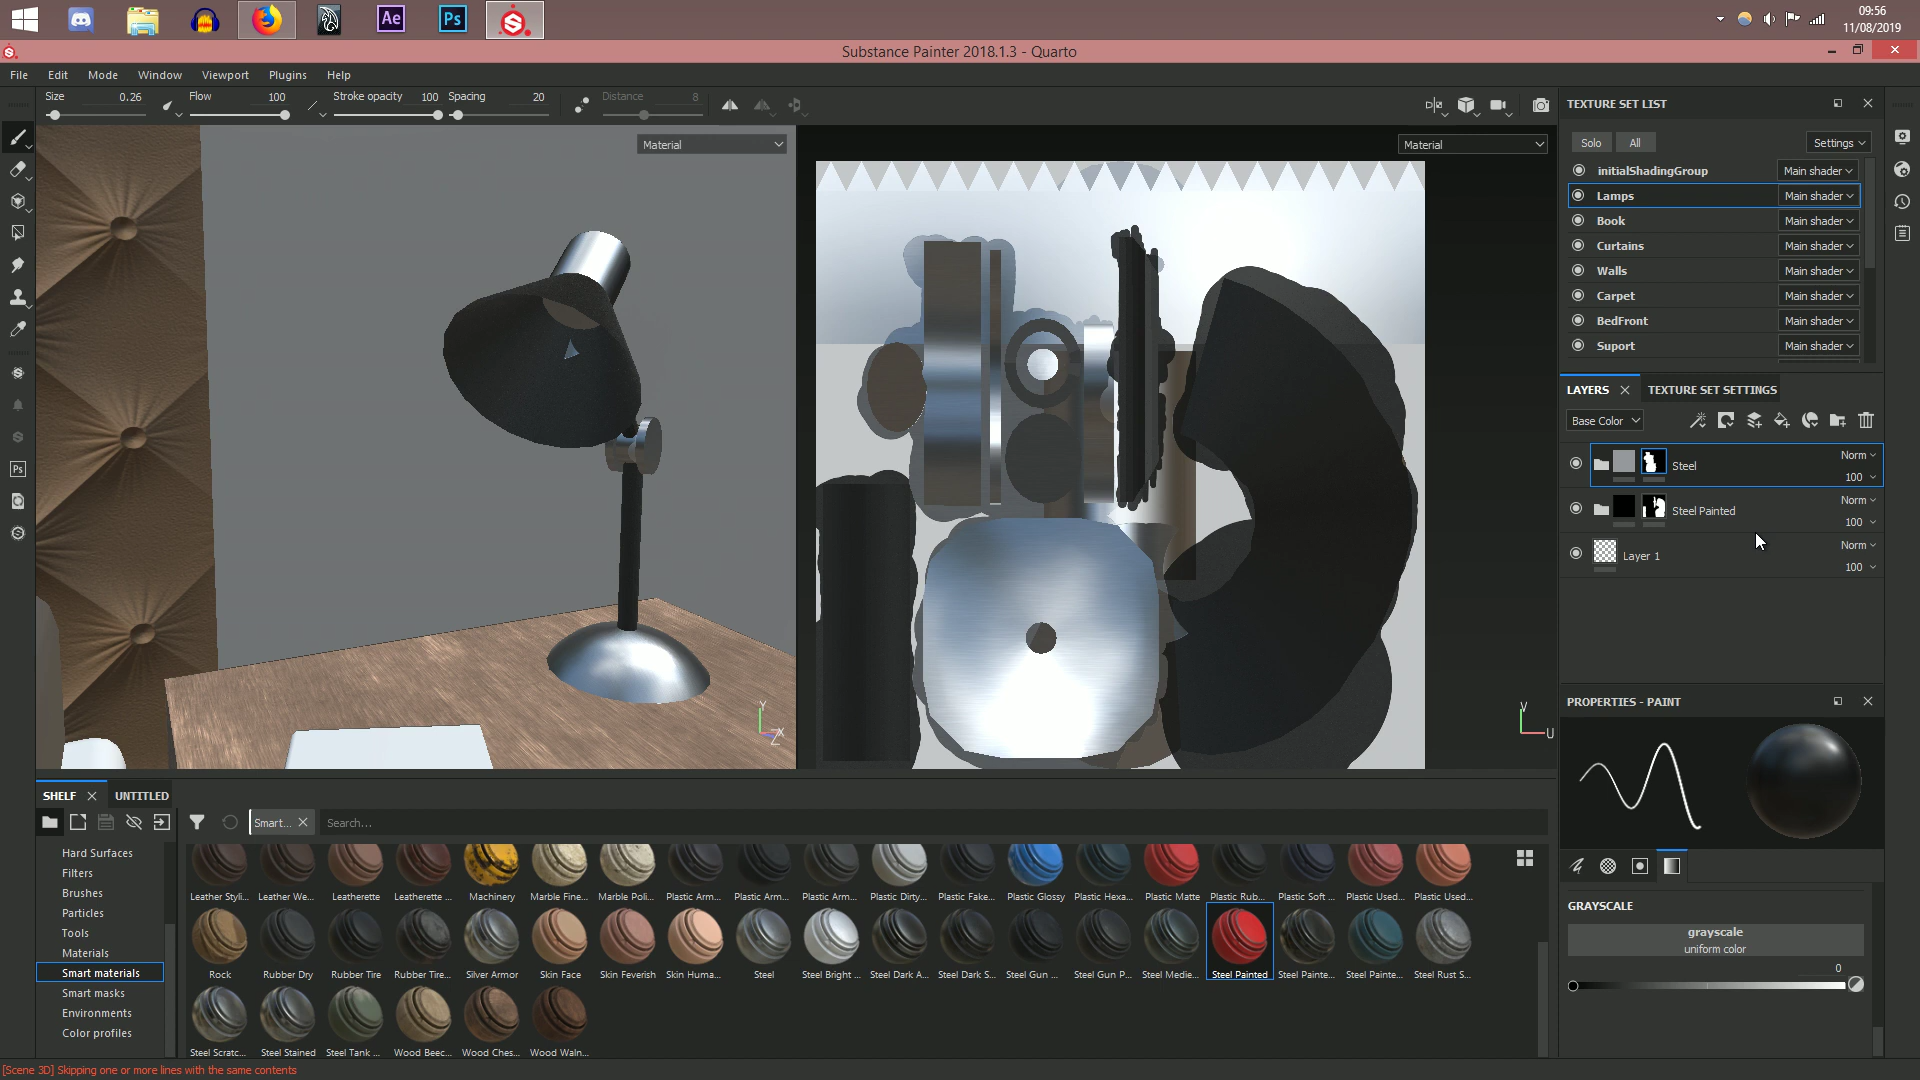 Ae
Ps
09:56
11/08/2019
Substance Painter 2018.1.3 - Quarto
File Edit Mode Window Viewport Plugins Help
Size 0.26 Flow 100 Stroke opacity 100 Spacing 20 Distance 8
Material
Material
TEXTURE SET LIST
Solo All Settings
initialShadingGroup Main shader
Lamps Main shader
Book Main shader
Curtains Main shader
Walls Main shader
Carpet Main shader
BedFront Main shader
Suport Main shader
LAYERS TEXTURE SET SETTINGS
Base Color
Steel Norm
100
Steel Painted Norm
100
Layer 1 Norm
100
Ps
Y
X
Z
V
U
PROPERTIES - PAINT
GRAYSCALE
grayscale
uniform color
0
SHELF UNTITLED
Smart... Search...
Hard Surfaces
Filters
Brushes
Particles
Tools
Materials
Smart materials
Smart masks
Environments
Color profiles
Leather Styli... Leather We... Leatherette Leatherette ... Machinery Marble Fine... Marble Poli... Plastic Arm... Plastic Arm... Plastic Arm... Plastic Dirty... Plastic Fake... Plastic Glossy Plastic Hexa... Plastic Matte Plastic Rub... Plastic Soft ... Plastic Used... Plastic Used...
Rock Rubber Dry Rubber Tire Rubber Tire... Silver Armor Skin Face Skin Feverish Skin Huma... Steel Steel Bright ... Steel Dark A... Steel Dark S... Steel Gun ... Steel Gun P... Steel Medie... Steel Painted Steel Painte... Steel Painte... Steel Rust S...
Steel Scratc... Steel Stained Steel Tank ... Wood Beec... Wood Ches... Wood Waln...
[Scene 3D] Skipping one or more lines with the same contents